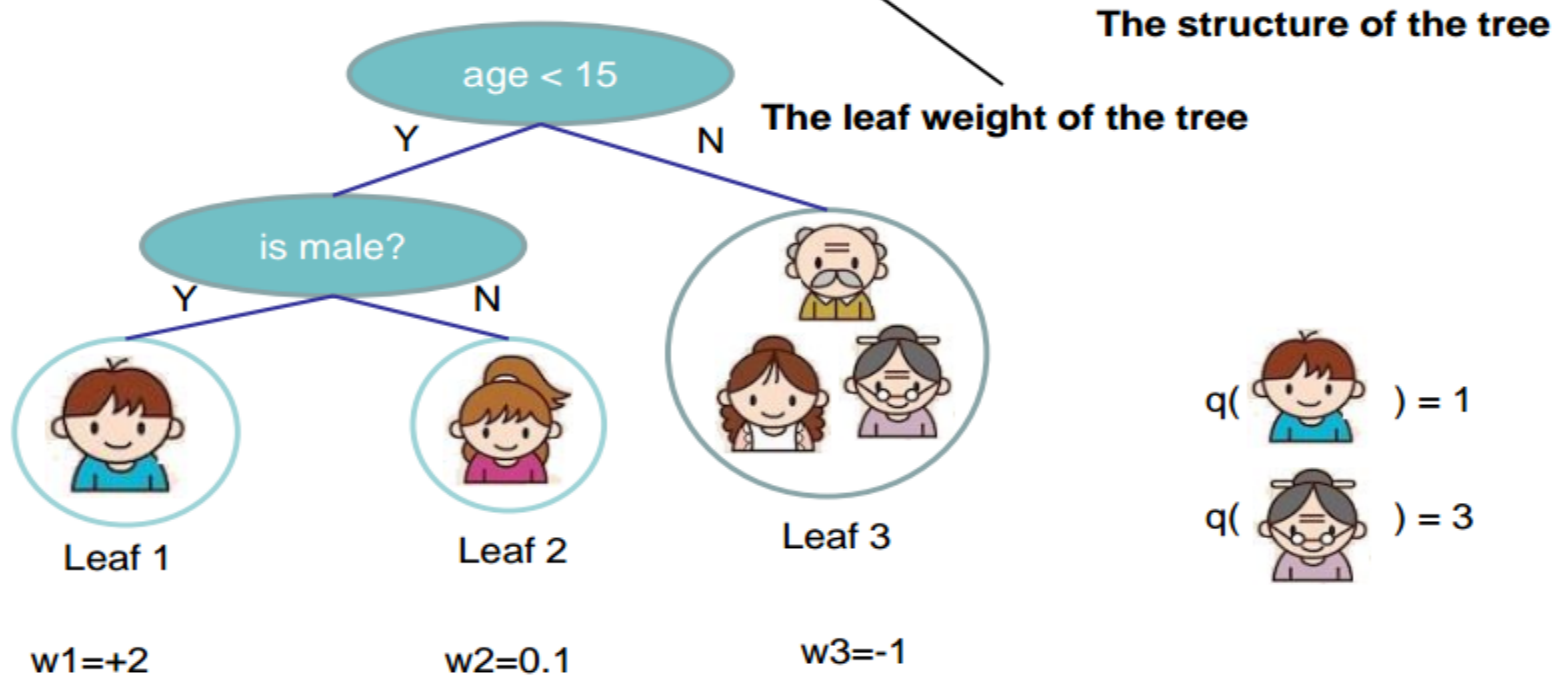 The structure of the tree
age < 15
The leaf weight of the tree
Y
N
is male?
Y
N
q( ) = 1
q( ) = 3
Leaf 1
Leaf 2
Leaf 3
w1=+2
w2=0.1
w3=-1